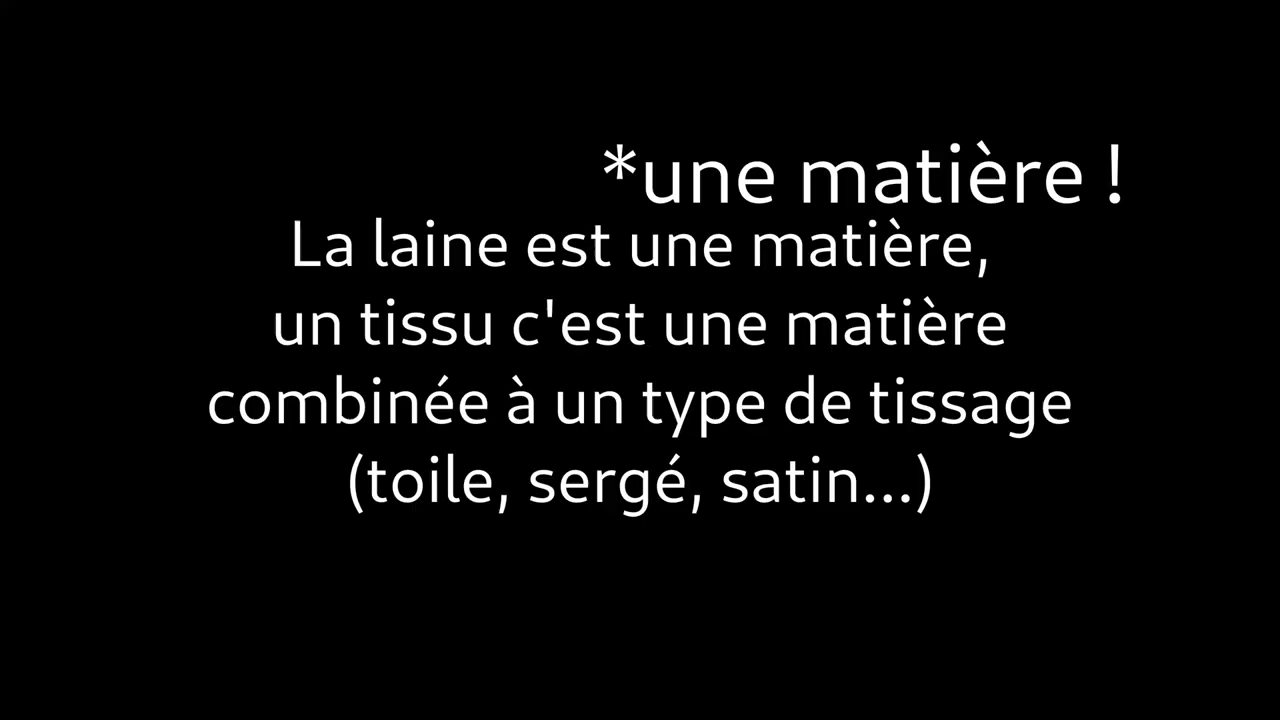 *une matière !
La laine est une matière,
un tissu c'est une matière
combinée à un type de tissage
(toile, sergé, satin...)